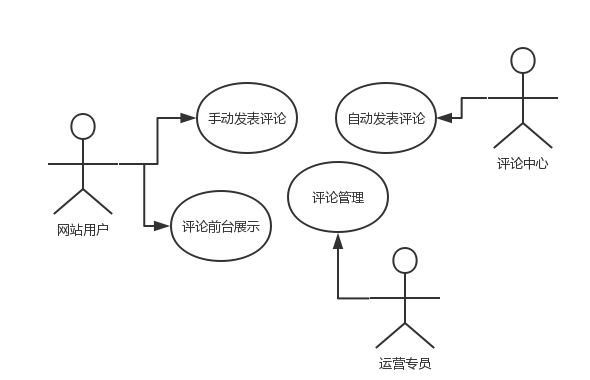 手动发表评论
自动发表评论
评论中心
评论管理
评论前台展示
网站用户
运营专员